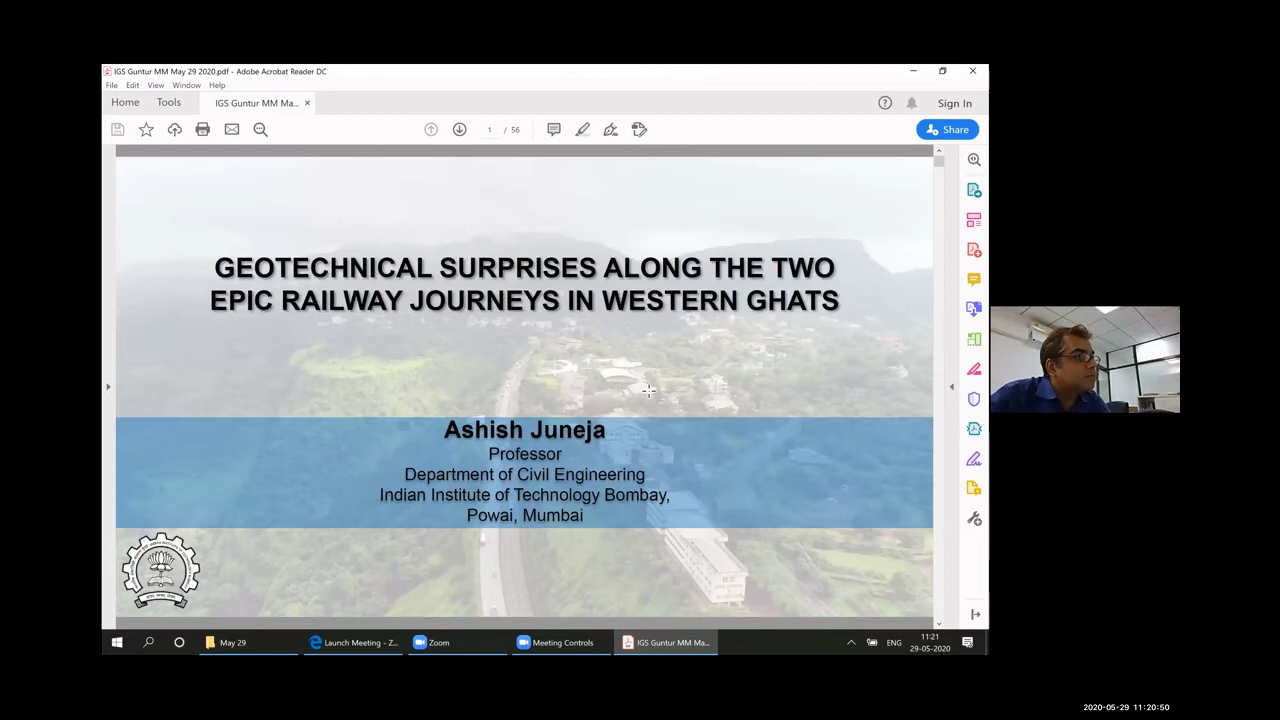 IGS Guntur MM May 29 2020.pdf - Adobe Acrobat Reader DC
File Edit View Window Help
Home Tools IGS Guntur MM Ma... × Sign In
1 / 56 Share
GEOTECHNICAL SURPRISES ALONG THE TWO
EPIC RAILWAY JOURNEYS IN WESTERN GHATS
Ashish Juneja
Professor
Department of Civil Engineering
Indian Institute of Technology Bombay,
Powai, Mumbai
May 29 Launch Meeting - Z... Zoom Meeting Controls IGS Guntur MM Ma... ENG 11:21
29-05-2020
2020-05-29 11:20:50